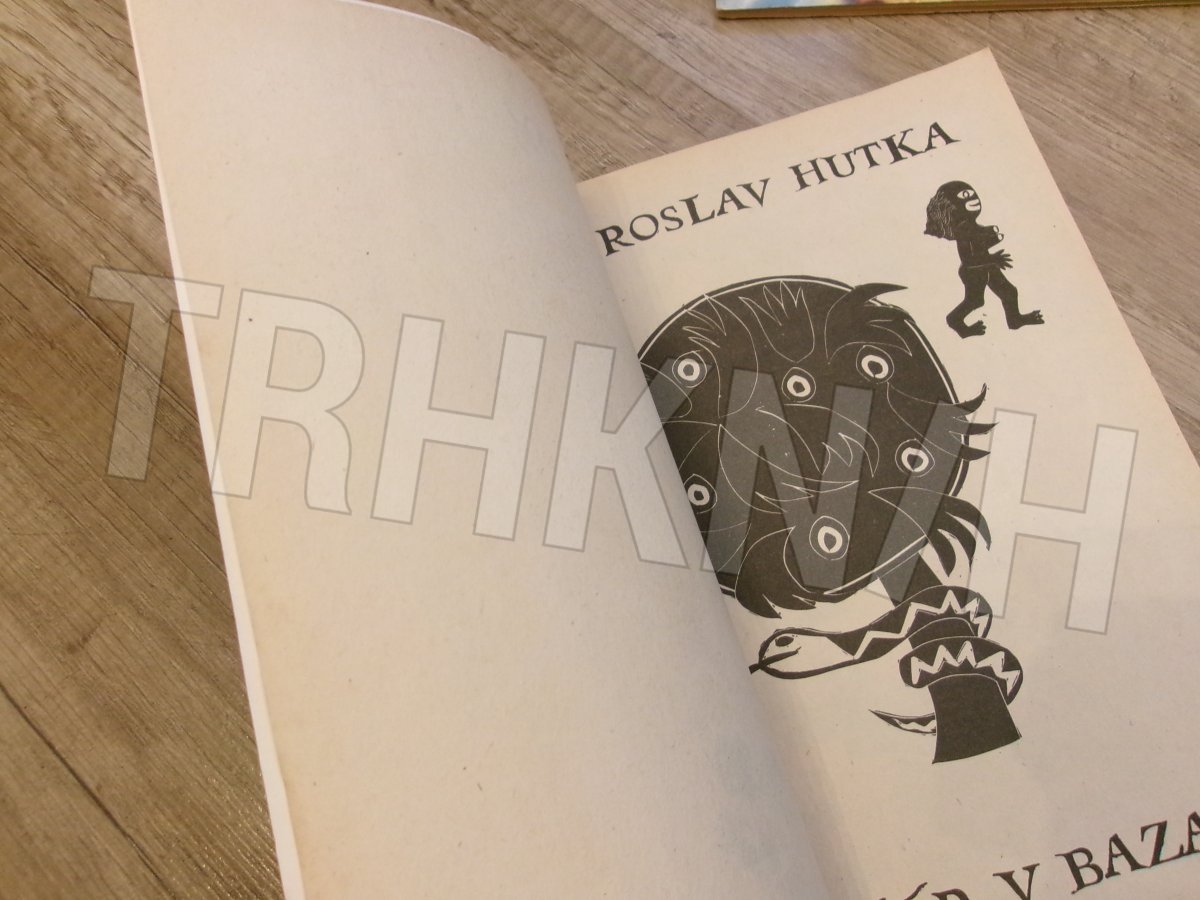 ROSLAV HUTKA
TRHKNIH
V BAZA